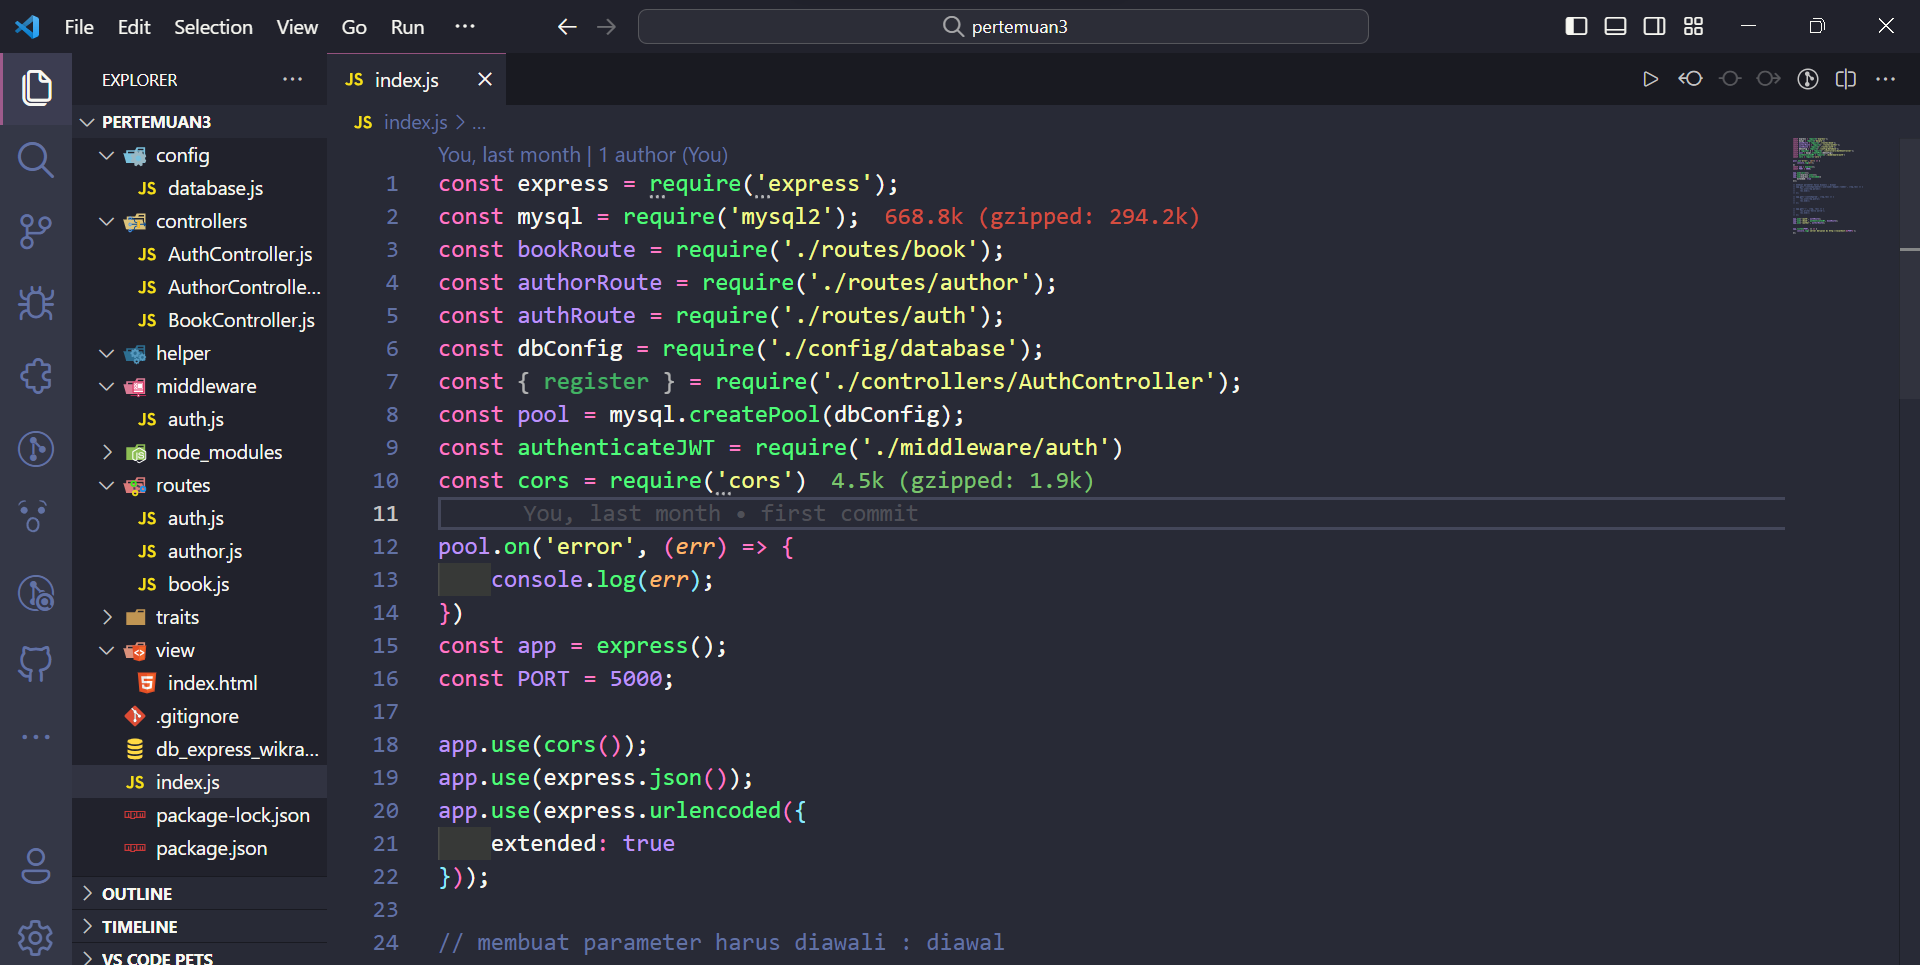 File Edit Selection View Go Run ···
pertemuan3
EXPLORER ···
PERTEMUAN3
config
JS database.js
controllers
JS AuthController.js
JS AuthorControlle...
JS BookController.js
helper
middleware
JS auth.js
node_modules
routes
JS auth.js
JS author.js
JS book.js
traits
view
index.html
.gitignore
db_express_wikra...
JS index.js
package-lock.json
package.json
OUTLINE
TIMELINE
VS CODE PETS
JS index.js
JS index.js > ...
You, last month | 1 author (You)
1 const express = require('express');
2 const mysql = require('mysql2'); 668.8k (gzipped: 294.2k)
3 const bookRoute = require('./routes/book');
4 const authorRoute = require('./routes/author');
5 const authRoute = require('./routes/auth');
6 const dbConfig = require('./config/database');
7 const { register } = require('./controllers/AuthController');
8 const pool = mysql.createPool(dbConfig);
9 const authenticateJWT = require('./middleware/auth')
10 const cors = require('cors') 4.5k (gzipped: 1.9k)
11 You, last month • first commit
12 pool.on('error', (err) => {
13 console.log(err);
14 })
15 const app = express();
16 const PORT = 5000;
17
18 app.use(cors());
19 app.use(express.json());
20 app.use(express.urlencoded({
21 extended: true
22 }));
23
24 // membuat parameter harus diawali : diawal